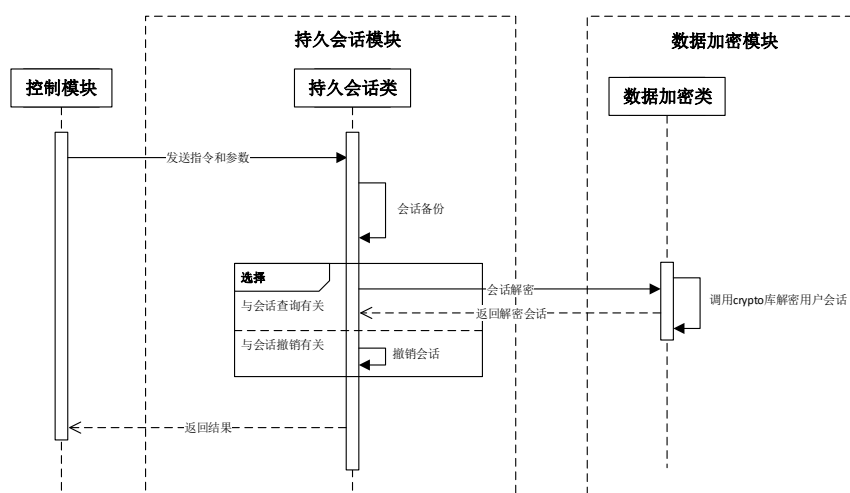 持久会话模块
数据加密模块
控制模块
持久会话类
数据加密类
发送指令和参数
会话备份
选择
会话解密
与会话查询有关
返回解密会话
调用crypto库解密用户会话
与会话撤销有关
撤销会话
返回结果